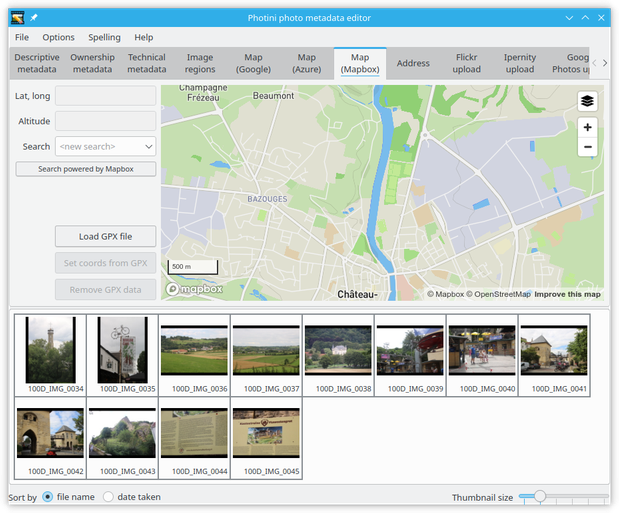 Photini photo metadata editor
File Options Spelling Help
Descriptive metadata
Ownership metadata
Technical metadata
Image regions
Map (Google)
Map (Azure)
Map (Mapbox)
Address
Flickr upload
Ipernity upload
Goog
Photos up
Lat, long
Altitude
Search <new search>
Search powered by Mapbox
Load GPX file
Set coords from GPX
Remove GPX data
Champagne
Frézeau
Beaumont
BAZOUGES
Château-
500 m
mapbox
© Mapbox © OpenStreetMap Improve this map
+
−
100D_IMG_0034 100D_IMG_0035 100D_IMG_0036 100D_IMG_0037 100D_IMG_0038 100D_IMG_0039 100D_IMG_0040 100D_IMG_0041
100D_IMG_0042 100D_IMG_0043 100D_IMG_0044 100D_IMG_0045
Sort by file name date taken Thumbnail size